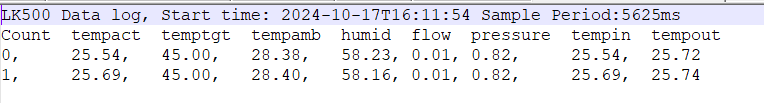 LK500 Data log, Start time: 2024-10-17T16:11:54 Sample Period:5625ms
Count tempact temptgt tempamb humid flow pressure tempin tempout
0, 25.54, 45.00, 28.38, 58.23, 0.01, 0.82, 25.54, 25.72
1, 25.69, 45.00, 28.40, 58.16, 0.01, 0.82, 25.69, 25.74